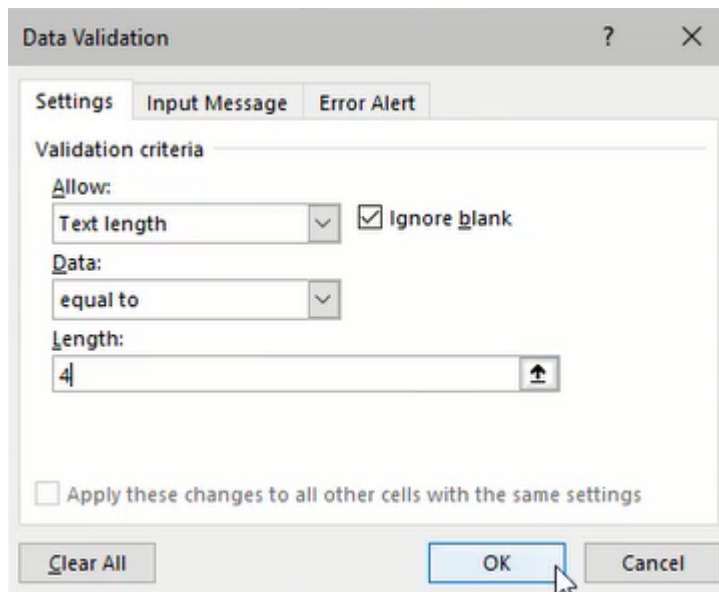 Data Validation ?
Settings Input Message Error Alert
Validation criteria
Allow:
Text length
Ignore blank
Data:
equal to
Length:
4
Apply these changes to all other cells with the same settings
Clear All OK Cancel